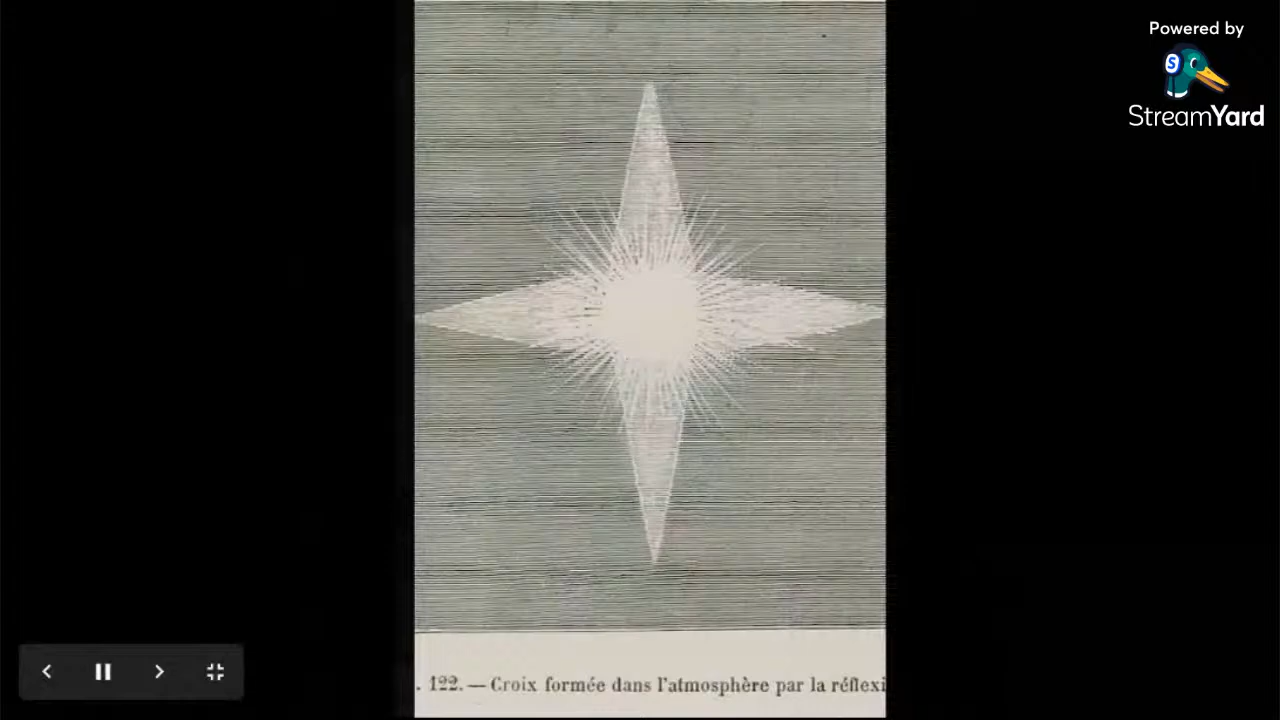 Powered by
S
StreamYard
. 122. — Croix formée dans l'atmosphère par la réflexi